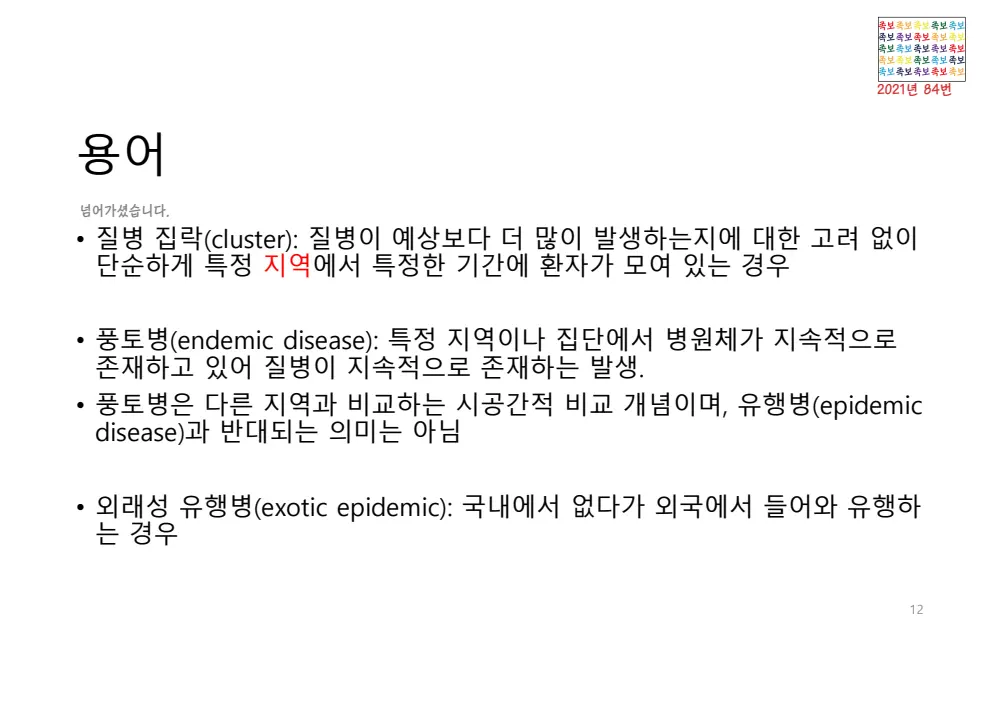 족보족보족보족보족보
족보족보족보족보족보
족보족보족보족보족보
족보족보족보족보족보
족보족보족보족보족보
2021년 84번
용어
넘어가셨습니다.
• 질병 집락(cluster): 질병이 예상보다 더 많이 발생하는지에 대한 고려 없이
단순하게 특정 지역에서 특정한 기간에 환자가 모여 있는 경우
• 풍토병(endemic disease): 특정 지역이나 집단에서 병원체가 지속적으로
존재하고 있어 질병이 지속적으로 존재하는 발생.
• 풍토병은 다른 지역과 비교하는 시공간적 비교 개념이며, 유행병(epidemic
disease)과 반대되는 의미는 아님
• 외래성 유행병(exotic epidemic): 국내에서 없다가 외국에서 들어와 유행하
는 경우
12